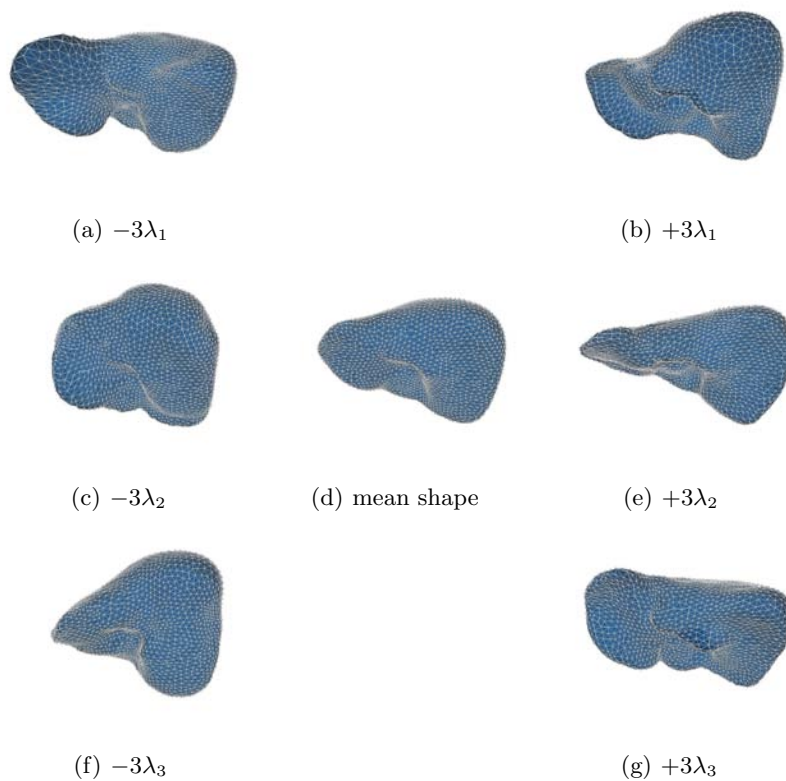 (a) −3λ₁
(b) +3λ₁
(c) −3λ₂
(d) mean shape
(e) +3λ₂
(f) −3λ₃
(g) +3λ₃